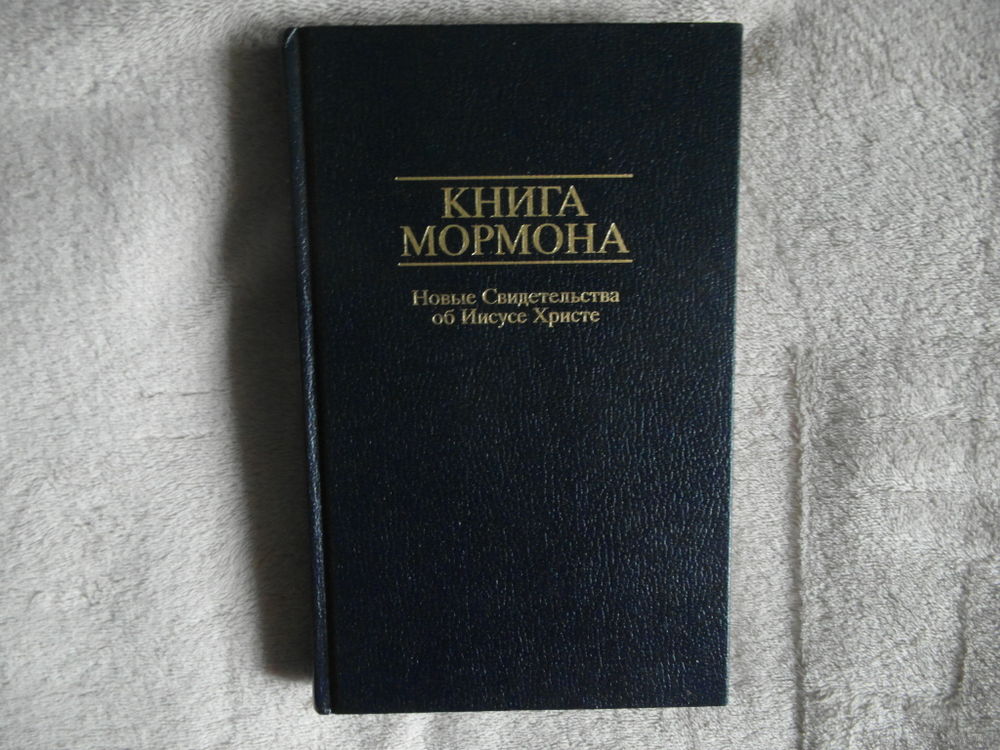 КНИГА
МОРМОНА
Новые Свидетельства
об Иисусе Христе